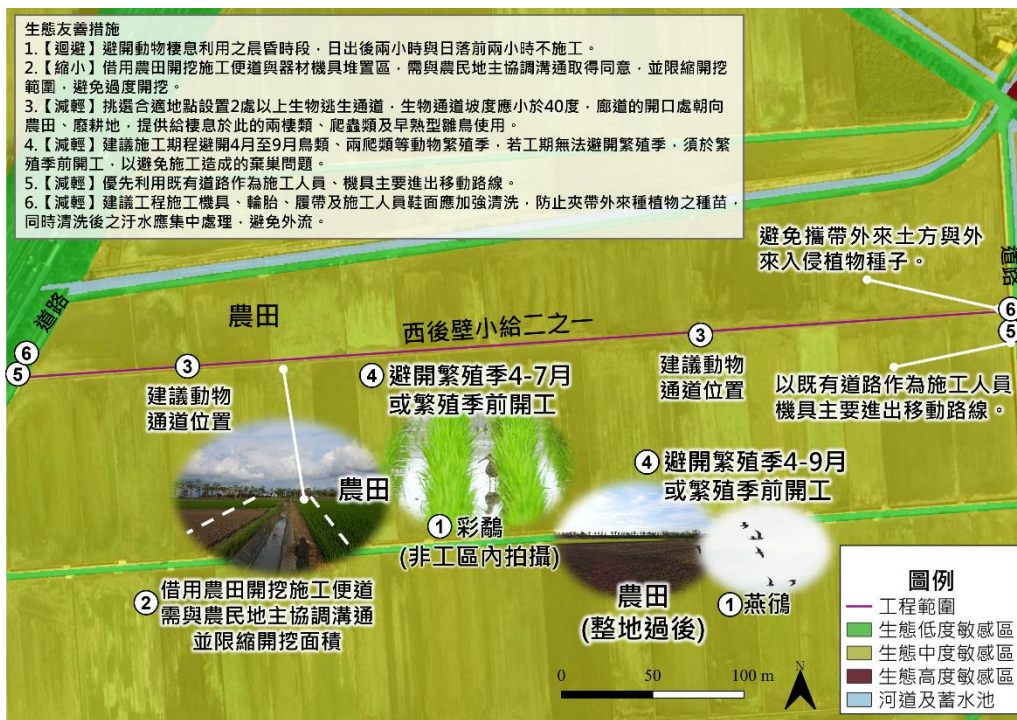 生態友善措施
1.【迴避】避開動物棲息利用之晨昏時段，日出後兩小時與日落前兩小時不施工。
2.【縮小】借用農田開挖施工便道與器材機具堆置區，需與農民地主協調溝通取得同意，並限縮開挖
範圍，避免過度開挖。
3.【減輕】挑選合適地點設置2處以上生物逃生通道，生物通道坡度應小於40度，廊道的開口處朝向
農田、廢耕地，提供給棲息於此的兩棲類、爬蟲類及早熟型雛鳥使用。
4.【減輕】建議施工期程避開4月至9月鳥類、兩爬類等動物繁殖季，若工期無法避開繁殖季，須於繁
殖季前開工，以避免施工造成的棄巢問題。
5.【減輕】優先利用既有道路作為施工人員、機具主要進出移動路線。
6.【減輕】建議工程施工機具、輪胎、履帶及施工人員鞋面應加強清洗，防止夾帶外來種植物之種苗，
同時清洗後之汙水應集中處理，避免外流。
避免攜帶外來土方與外
來入侵植物種子。
道路
道路
農田
西後壁小給二之一
6
5
6
5
3
建議動物
通道位置
3
建議動物
通道位置
4 避開繁殖季4-7月
或繁殖季前開工
以既有道路作為施工人員
機具主要進出移動路線。
農田
4 避開繁殖季4-9月
或繁殖季前開工
1 彩鷸
(非工區內拍攝)
2 借用農田開挖施工便道
需與農民地主協調溝通
並限縮開挖面積
農田
(整地過後)
1 燕鴴
0 50 100 m
N
圖例
工程範圍
生態低度敏感區
生態中度敏感區
生態高度敏感區
河道及蓄水池